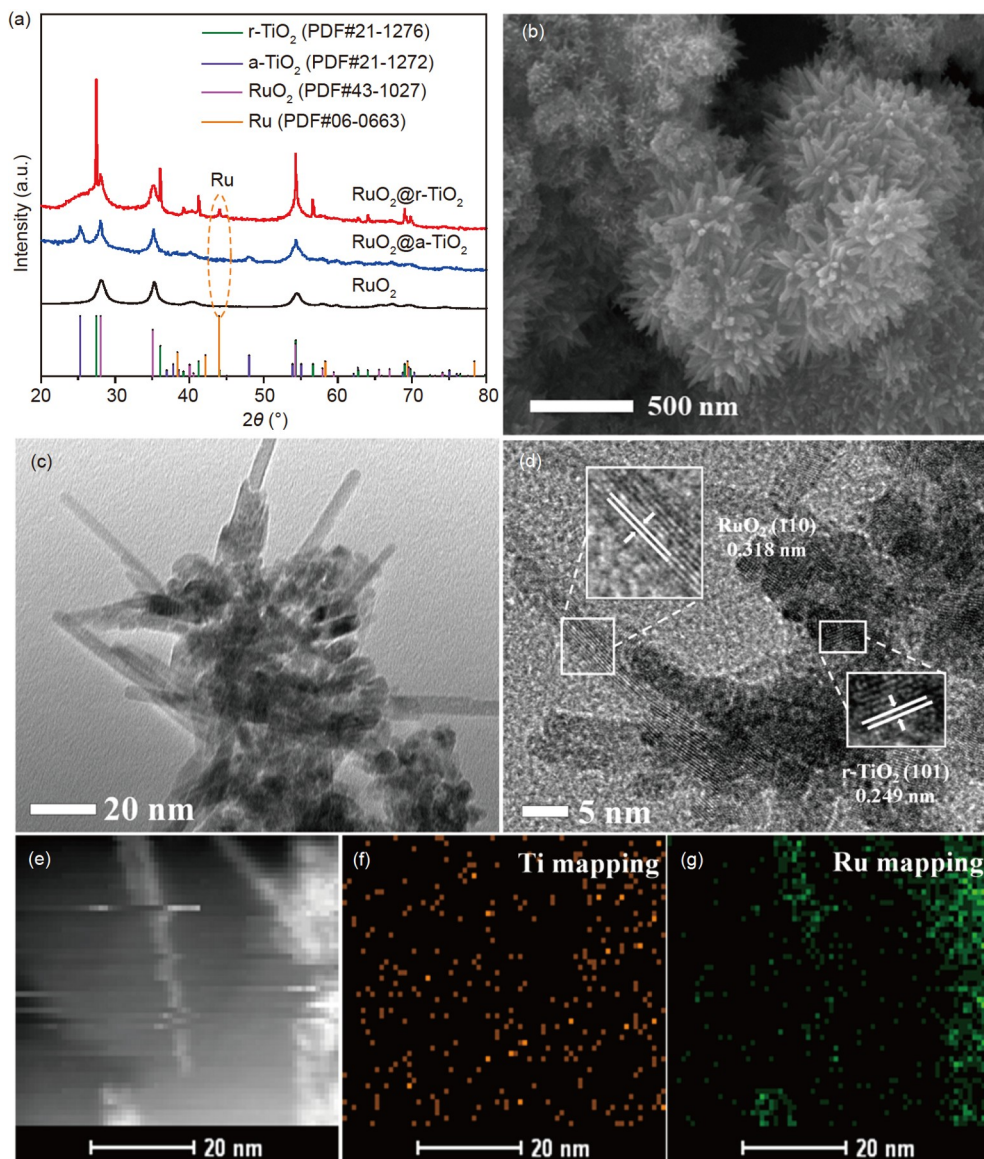 (a)
r-TiO₂ (PDF#21-1276)
a-TiO₂ (PDF#21-1272)
RuO₂ (PDF#43-1027)
Ru (PDF#06-0663)
Ru
RuO₂@r-TiO₂
RuO₂@a-TiO₂
RuO₂
Intensity (a.u.)
20 30 40 50 60 70 80
2θ (°)
(b)
500 nm
(c)
20 nm
(d)
RuO₂ (110)
0.318 nm
r-TiO₂ (101)
0.249 nm
5 nm
(e)
20 nm
(f)
Ti mapping
20 nm
(g)
Ru mapping
20 nm